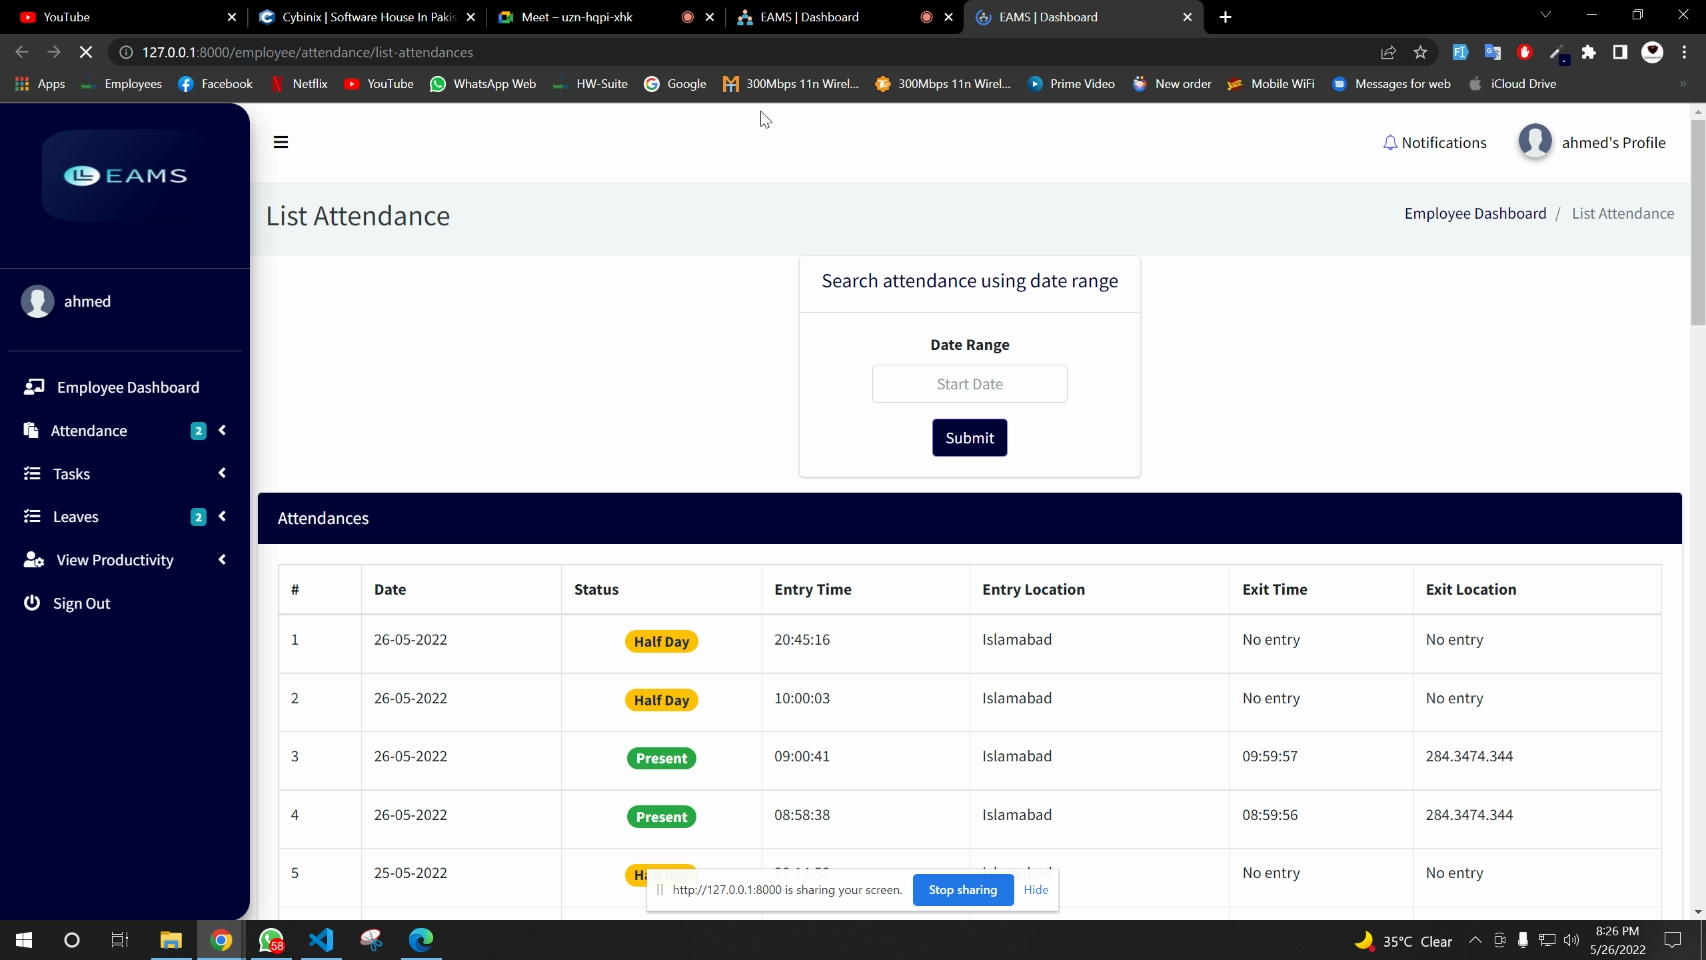 YouTube
Cybinix | Software House In Pakis
Meet – uzn-hqpi-xhk
EAMS | Dashboard
EAMS | Dashboard
127.0.0.1:8000/employee/attendance/list-attendances
Apps
Employees
Facebook
Netflix
YouTube
WhatsApp Web
HW-Suite
Google
300Mbps 11n Wirel...
300Mbps 11n Wirel...
Prime Video
New order
Mobile WiFi
Messages for web
iCloud Drive
EAMS
Notifications
ahmed's Profile
List Attendance
Employee Dashboard / List Attendance
ahmed
Employee Dashboard
Attendance 2
Tasks
Leaves 2
View Productivity
Sign Out
Search attendance using date range
Date Range
Start Date
Submit
Attendances
# Date Status Entry Time Entry Location Exit Time Exit Location
1 26-05-2022 Half Day 20:45:16 Islamabad No entry No entry
2 26-05-2022 Half Day 10:00:03 Islamabad No entry No entry
3 26-05-2022 Present 09:00:41 Islamabad 09:59:57 284.3474.344
4 26-05-2022 Present 08:58:38 Islamabad 08:59:56 284.3474.344
5 25-05-2022 No entry No entry
http://127.0.0.1:8000 is sharing your screen.
Stop sharing
Hide
58
35°C Clear
8:26 PM
5/26/2022